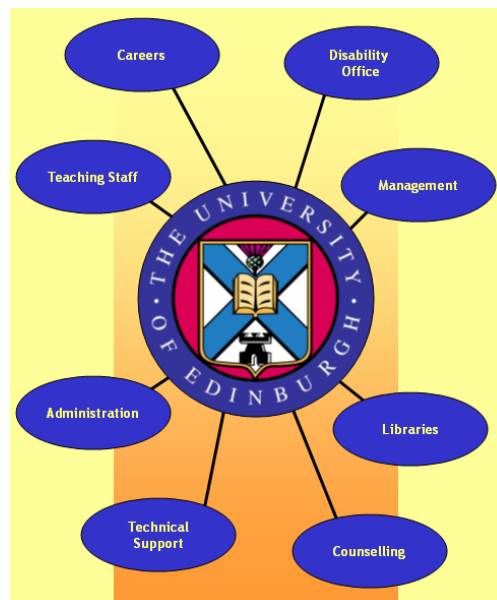 Careers
Disability
Office
Teaching Staff
Management
THE UNIVERSITY
OF EDINBURGH
Administration
Libraries
Technical
Support
Counselling